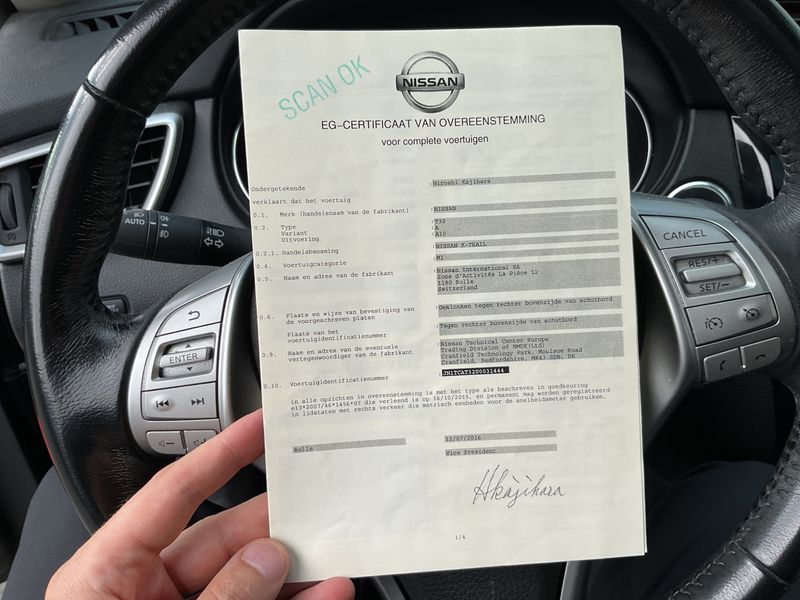 SCAN OK
NISSAN
EG-CERTIFICAAT VAN OVEREENSTEMMING
voor complete voertuigen
Ondergetekende :Hiroshi Kajihara
verklaart dat het voertuig
0.1. Merk (handelsnaam van de fabrikant) :NISSAN
0.2. Type :T32
Variant :A
Uitvoering :A10
0.2.1. Handelsbenaming :NISSAN X-TRAIL
0.4. Voertuigcategorie :M1
0.5. Naam en adres van de fabrikant :Nissan International SA
Zone d'Activités La Pièce 12
1180 Rolle
Switzerland
0.6. Plaats en wijze van bevestiging van :Geklonken tegen rechter bovenzijde van schutbord
de voorgeschreven platen
Plaats van het :Tegen rechter bovenzijde van schutbord
voertuigidentificatienummer
0.9. Naam en adres van de eventuele :Nissan Technical Center Europe
vertegenwoordiger van de fabrikant Trading Division of NMUK(Ltd)
Cranfield Technology Park, Moulsoe Road
Cranfield, Bedfordshire, MK43 0DB, UK
0.10. Voertuigidentificatienummer :JN1TCAT32U0031444
in alle opzichten in overeenstemming is met het type als beschreven in goedkeuring
e13*2007/46*1456*07 die verleend is op 16/10/2015, en permanent mag worden geregistreerd
in lidstaten met rechts verkeer die metrische eenheden voor de snelheidsmeter gebruiken.
12/07/2016
Rolle
Vice President
HKajihara
1/4
AUTO
ENTER
CANCEL
RES/+
SET/-